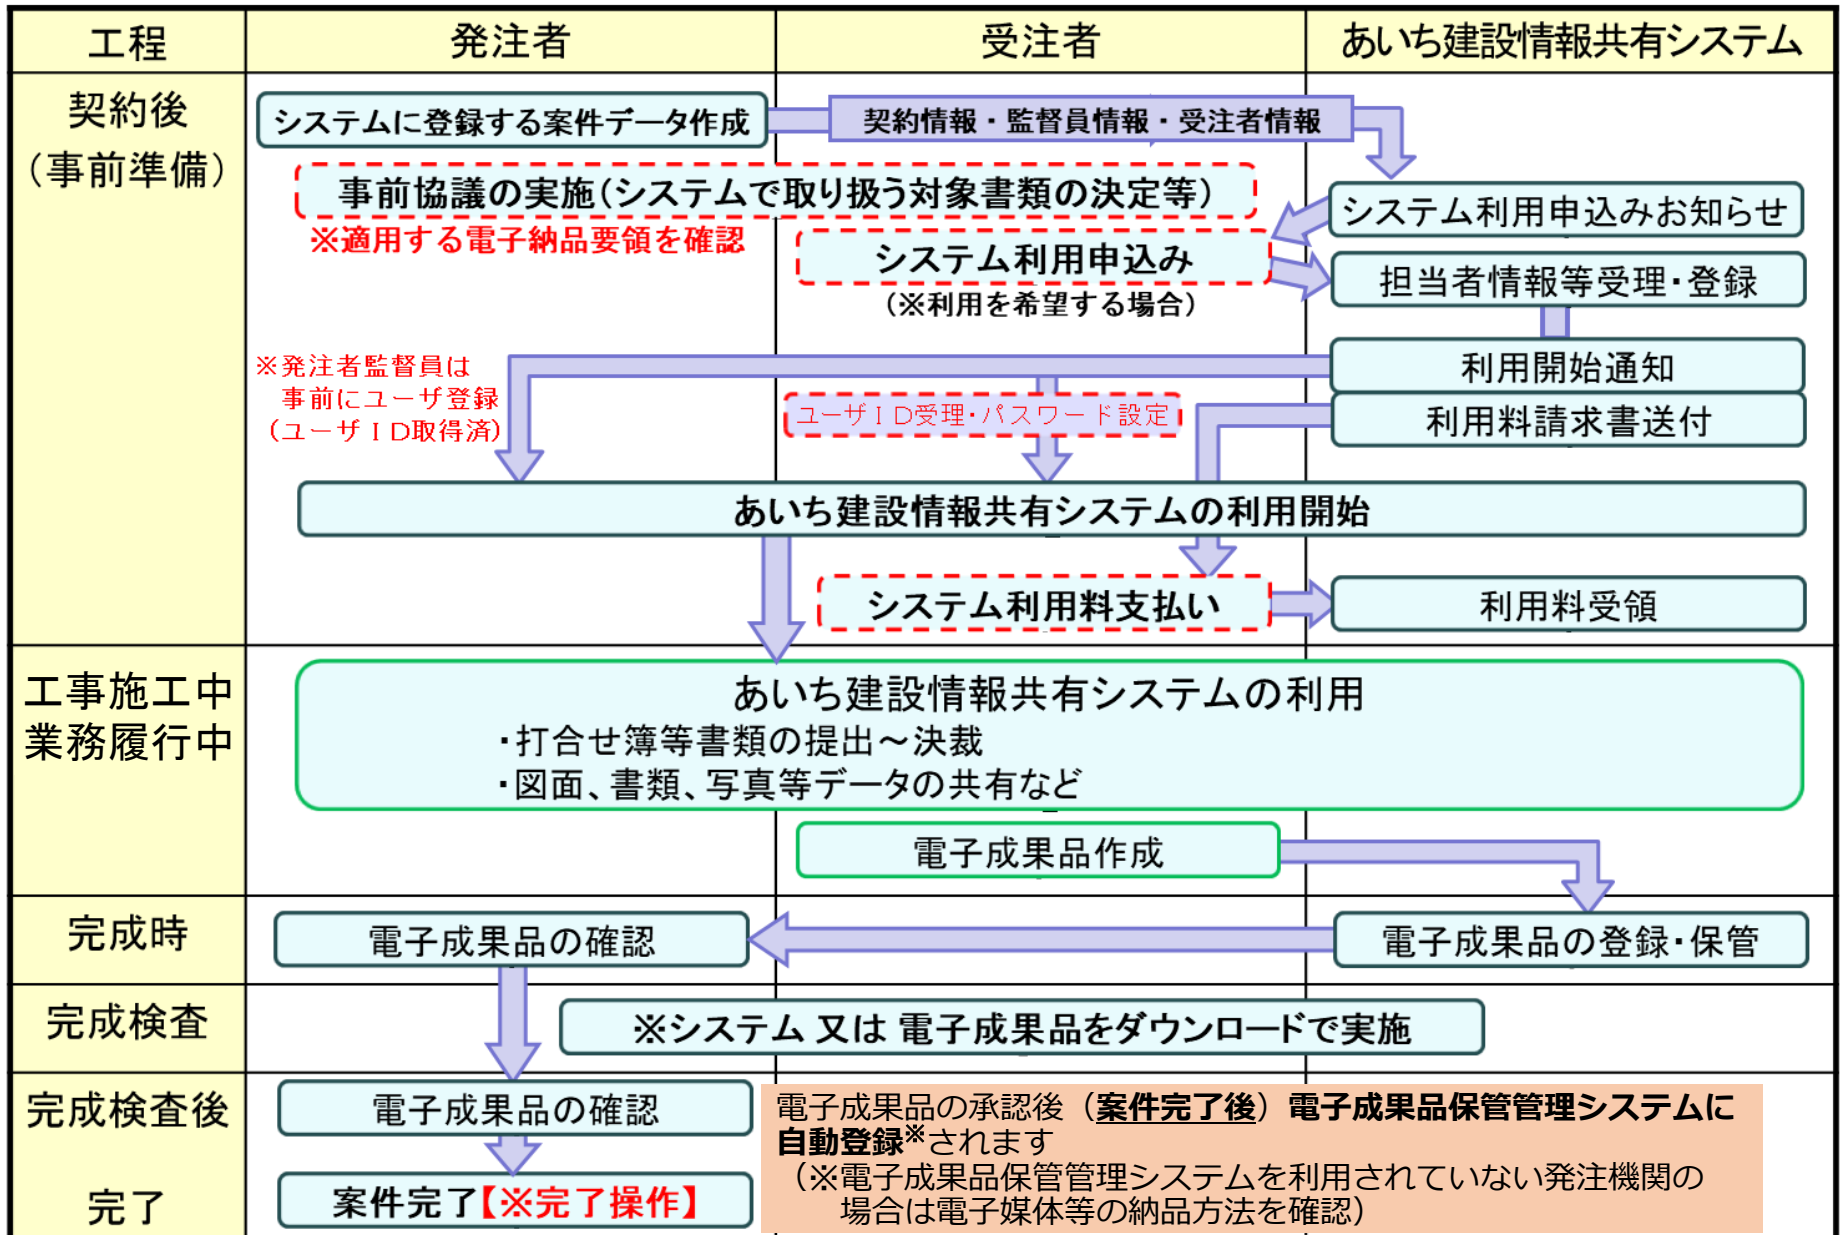 工程
発注者
受注者
あいち建設情報共有システム
契約後
（事前準備）
システムに登録する案件データ作成
契約情報・監督員情報・受注者情報
事前協議の実施（システムで取り扱う対象書類の決定等）
※適用する電子納品要領を確認
システム利用申込みお知らせ
システム利用申込み
（※利用を希望する場合）
担当者情報等受理・登録
※発注者監督員は
事前にユーザ登録
（ユーザＩＤ取得済）
利用開始通知
ユーザＩＤ受理・パスワード設定
利用料請求書送付
あいち建設情報共有システムの利用開始
システム利用料支払い
利用料受領
工事施工中
業務履行中
あいち建設情報共有システムの利用
・打合せ簿等書類の提出～決裁
・図面、書類、写真等データの共有など
電子成果品作成
完成時
電子成果品の確認
電子成果品の登録・保管
完成検査
※システム 又は 電子成果品をダウンロードで実施
完成検査後
電子成果品の確認
完了
案件完了【※完了操作】
電子成果品の承認後（案件完了後）電子成果品保管管理システムに
自動登録※されます
（※電子成果品保管管理システムを利用されていない発注機関の
場合は電子媒体等の納品方法を確認）